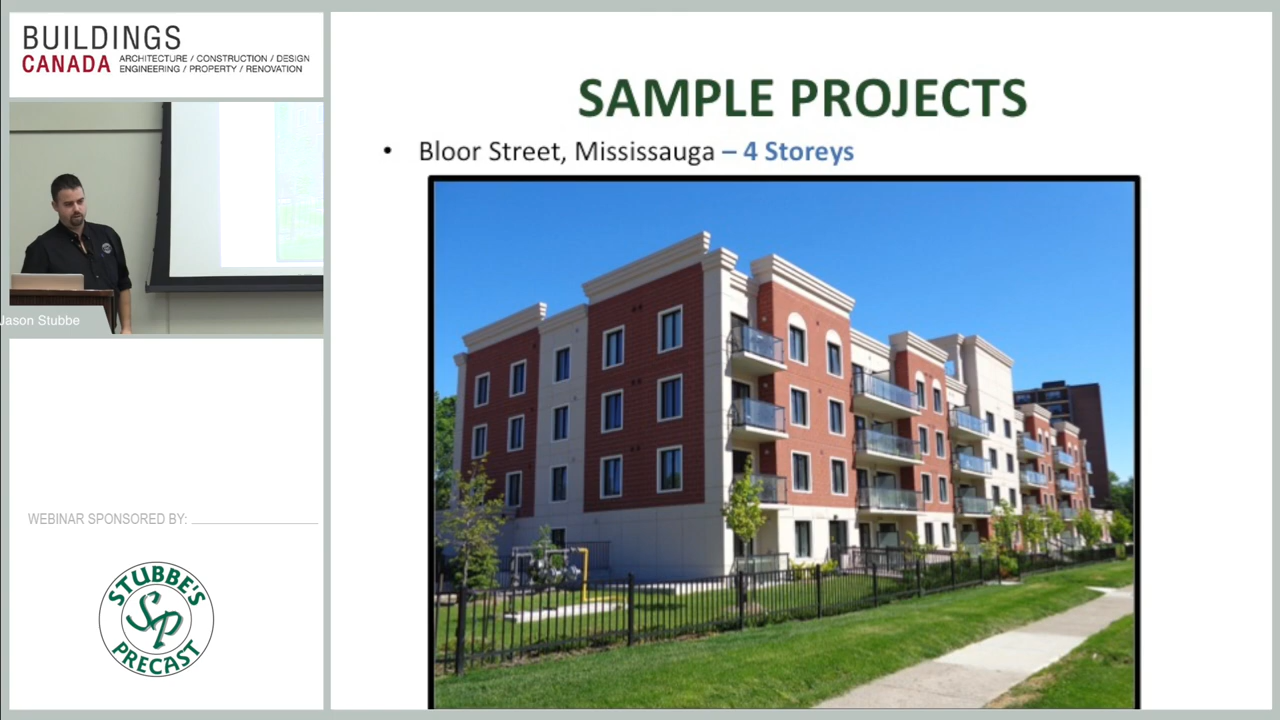 BUILDINGS
CANADA
ARCHITECTURE / CONSTRUCTION / DESIGN
ENGINEERING / PROPERTY / RENOVATION
Jason Stubbe
WEBINAR SPONSORED BY:
STUBBE'S
SP
PRECAST
SAMPLE PROJECTS
• Bloor Street, Mississauga – 4 Storeys